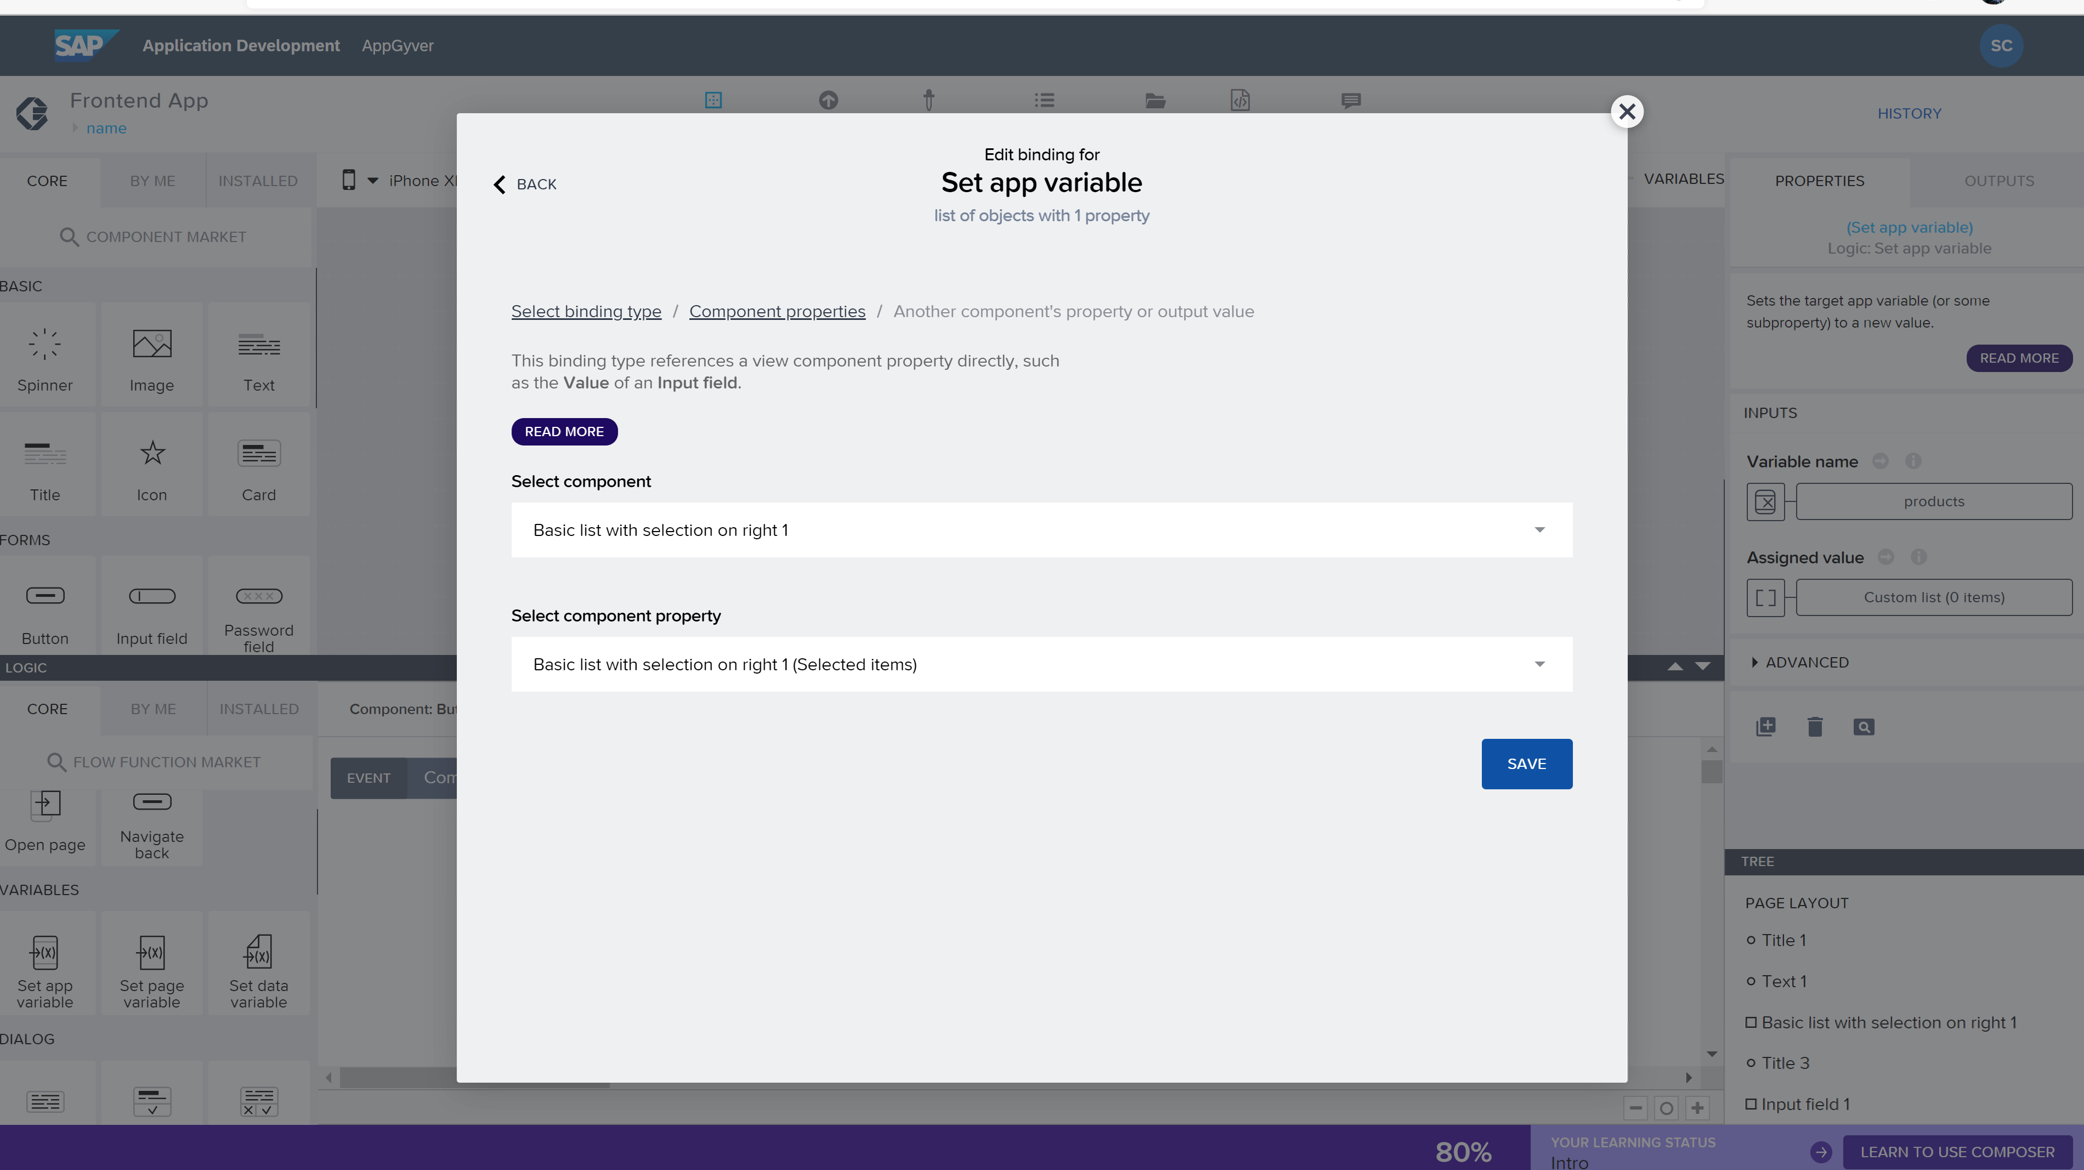 SAP
Application Development
AppGyver
SC
Frontend App
name
HISTORY
CORE
BY ME
INSTALLED
iPhone X
VARIABLES
PROPERTIES
OUTPUTS
COMPONENT MARKET
BASIC
Spinner
Image
Text
Title
Icon
Card
FORMS
Button
Input field
Password
field
LOGIC
CORE
BY ME
INSTALLED
Component: Bu
FLOW FUNCTION MARKET
EVENT
Com
Open page
Navigate
back
VARIABLES
Set app
variable
Set page
variable
Set data
variable
DIALOG
BACK
Edit binding for
Set app variable
list of objects with 1 property
Select binding type / Component properties / Another component's property or output value
This binding type references a view component property directly, such
as the Value of an Input field.
READ MORE
Select component
Basic list with selection on right 1
Select component property
Basic list with selection on right 1 (Selected items)
SAVE
(Set app variable)
Logic: Set app variable
Sets the target app variable (or some
subproperty) to a new value.
READ MORE
INPUTS
Variable name
products
Assigned value
Custom list (0 items)
ADVANCED
TREE
PAGE LAYOUT
Title 1
Text 1
Basic list with selection on right 1
Title 3
Input field 1
80%
YOUR LEARNING STATUS
Intro
LEARN TO USE COMPOSER